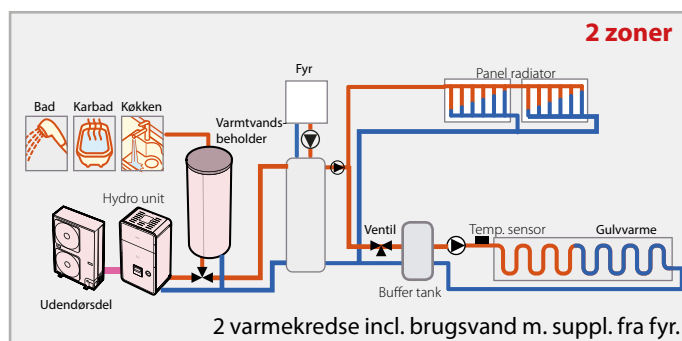 2 zoner
Fyr
Panel radiator
Bad
Karbad
Køkken
Varmtvands-
beholder
Hydro unit
Ventil
Temp. sensor
Gulvvarme
Udendørsdel
Buffer tank
2 varmekredse incl. brugsvand m. suppl. fra fyr.